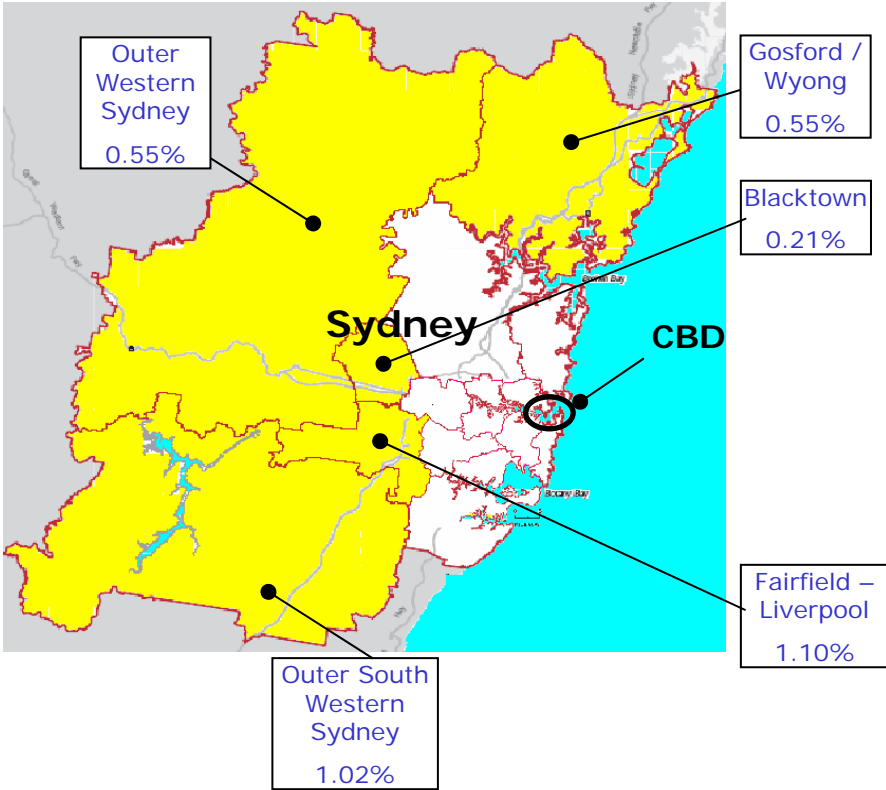 Outer
Western
Sydney
0.55%
Gosford /
Wyong
0.55%
Blacktown
0.21%
Sydney
CBD
Botany Bay
Fairfield –
Liverpool
1.10%
Outer South
Western
Sydney
1.02%